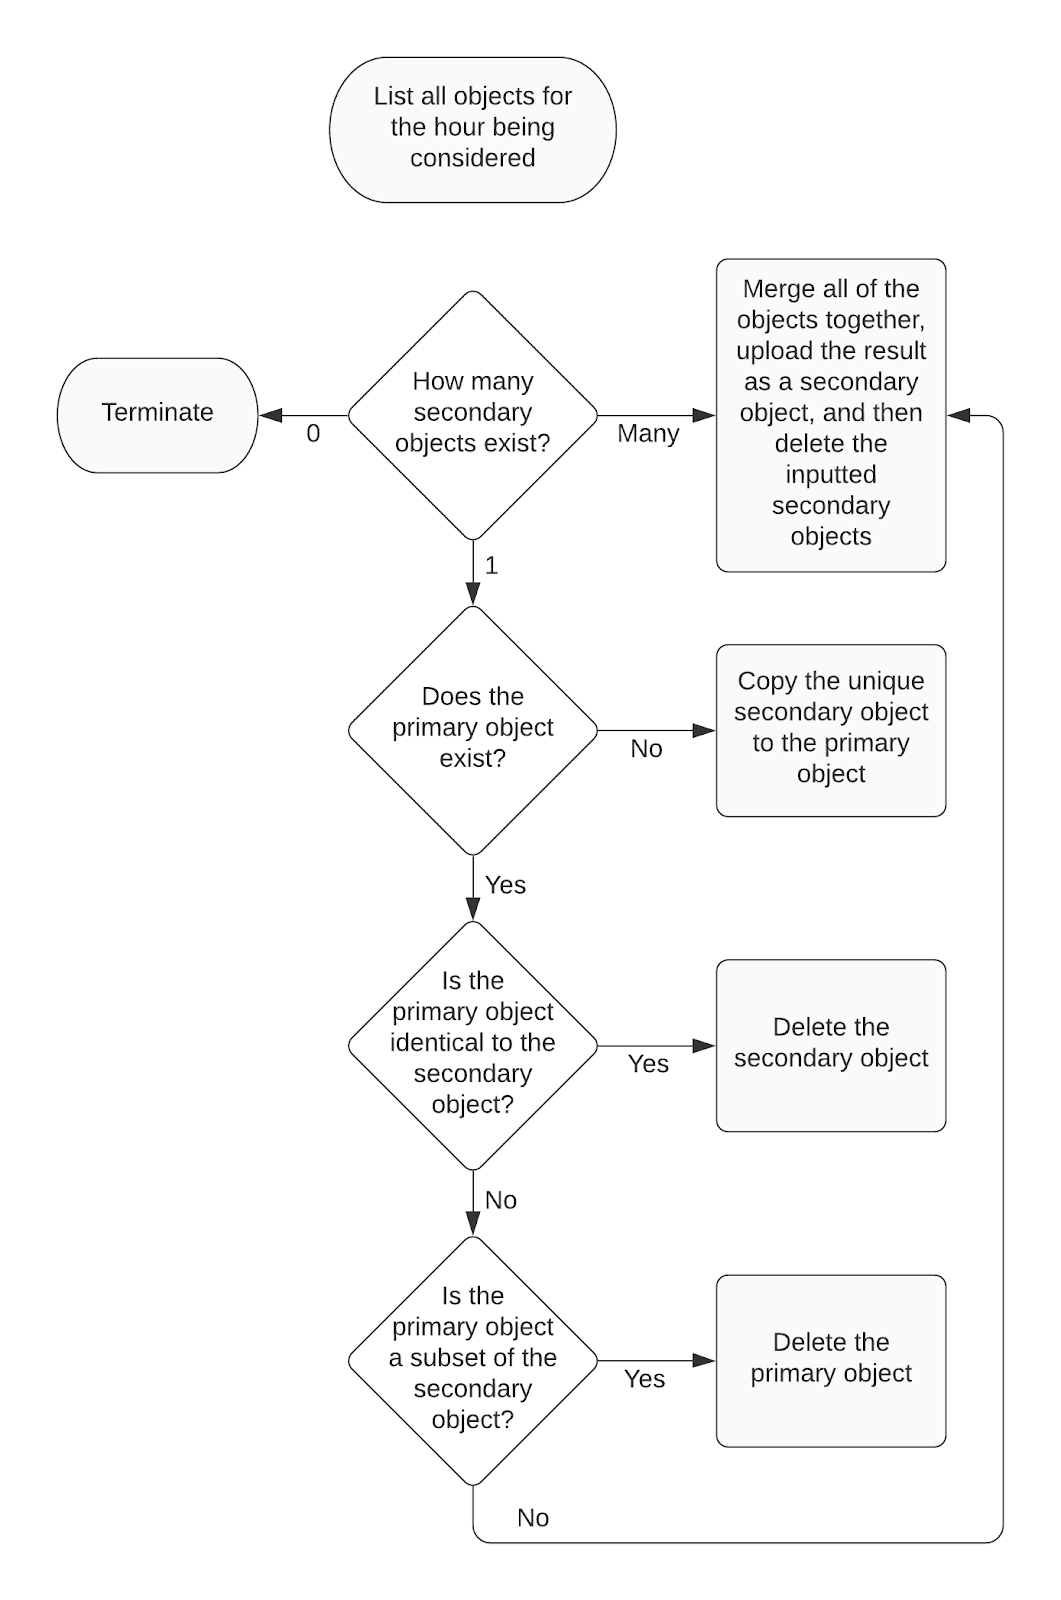 List all objects for
the hour being
considered
Terminate
0
How many
secondary
objects exist?
Many
Merge all of the
objects together,
upload the result
as a secondary
object, and then
delete the
inputted
secondary
objects
1
Does the
primary object
exist?
No
Copy the unique
secondary object
to the primary
object
Yes
Is the
primary object
identical to the
secondary
object?
Yes
Delete the
secondary object
No
Is the
primary object
a subset of the
secondary
object?
Yes
Delete the
primary object
No